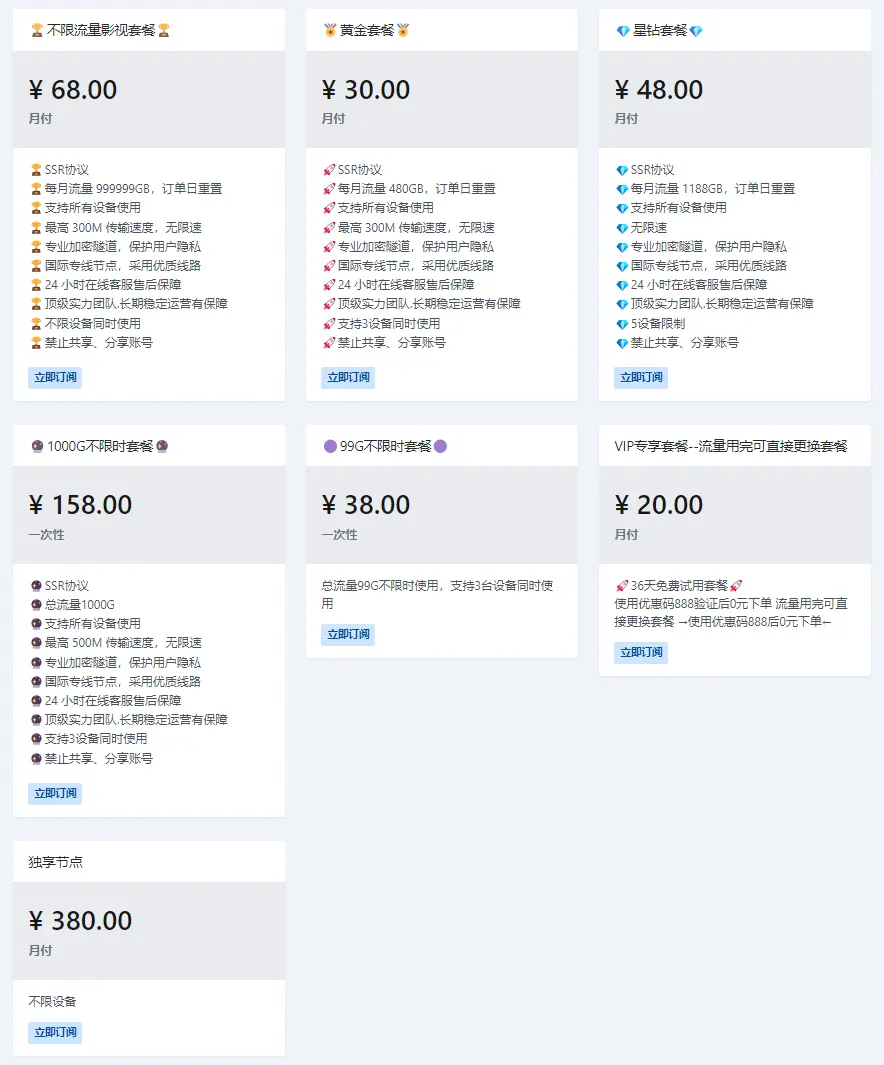 🏆不限流量影视套餐🏆
¥ 68.00
月付
🏆SSR协议
🏆每月流量 999999GB，订单日重置
🏆支持所有设备使用
🏆最高 300M 传输速度，无限速
🏆专业加密隧道，保护用户隐私
🏆国际专线节点，采用优质线路
🏆24 小时在线客服售后保障
🏆顶级实力团队.长期稳定运营有保障
🏆不限设备同时使用
🏆禁止共享、分享账号
立即订阅
🏅黄金套餐🏅
¥ 30.00
月付
🚀SSR协议
🚀每月流量 480GB，订单日重置
🚀支持所有设备使用
🚀最高 300M 传输速度，无限速
🚀专业加密隧道，保护用户隐私
🚀国际专线节点，采用优质线路
🚀24 小时在线客服售后保障
🚀顶级实力团队.长期稳定运营有保障
🚀支持3设备同时使用
🚀禁止共享、分享账号
立即订阅
💎星钻套餐💎
¥ 48.00
月付
💎SSR协议
💎每月流量 1188GB，订单日重置
💎支持所有设备使用
💎无限速
💎专业加密隧道，保护用户隐私
💎国际专线节点，采用优质线路
💎24 小时在线客服售后保障
💎顶级实力团队.长期稳定运营有保障
💎5设备限制
💎禁止共享、分享账号
立即订阅
🔮1000G不限时套餐🔮
¥ 158.00
一次性
🔮SSR协议
🔮总流量1000G
🔮支持所有设备使用
🔮最高 500M 传输速度，无限速
🔮专业加密隧道，保护用户隐私
🔮国际专线节点，采用优质线路
🔮24 小时在线客服售后保障
🔮顶级实力团队.长期稳定运营有保障
🔮支持3设备同时使用
🔮禁止共享、分享账号
立即订阅
🟣99G不限时套餐🟣
¥ 38.00
一次性
总流量99G不限时使用，支持3台设备同时使
用
立即订阅
VIP专享套餐--流量用完可直接更换套餐
¥ 20.00
月付
🚀36天免费试用套餐🚀
使用优惠码888验证后0元下单 流量用完可直
接更换套餐 →使用优惠码888后0元下单←
立即订阅
独享节点
¥ 380.00
月付
不限设备
立即订阅